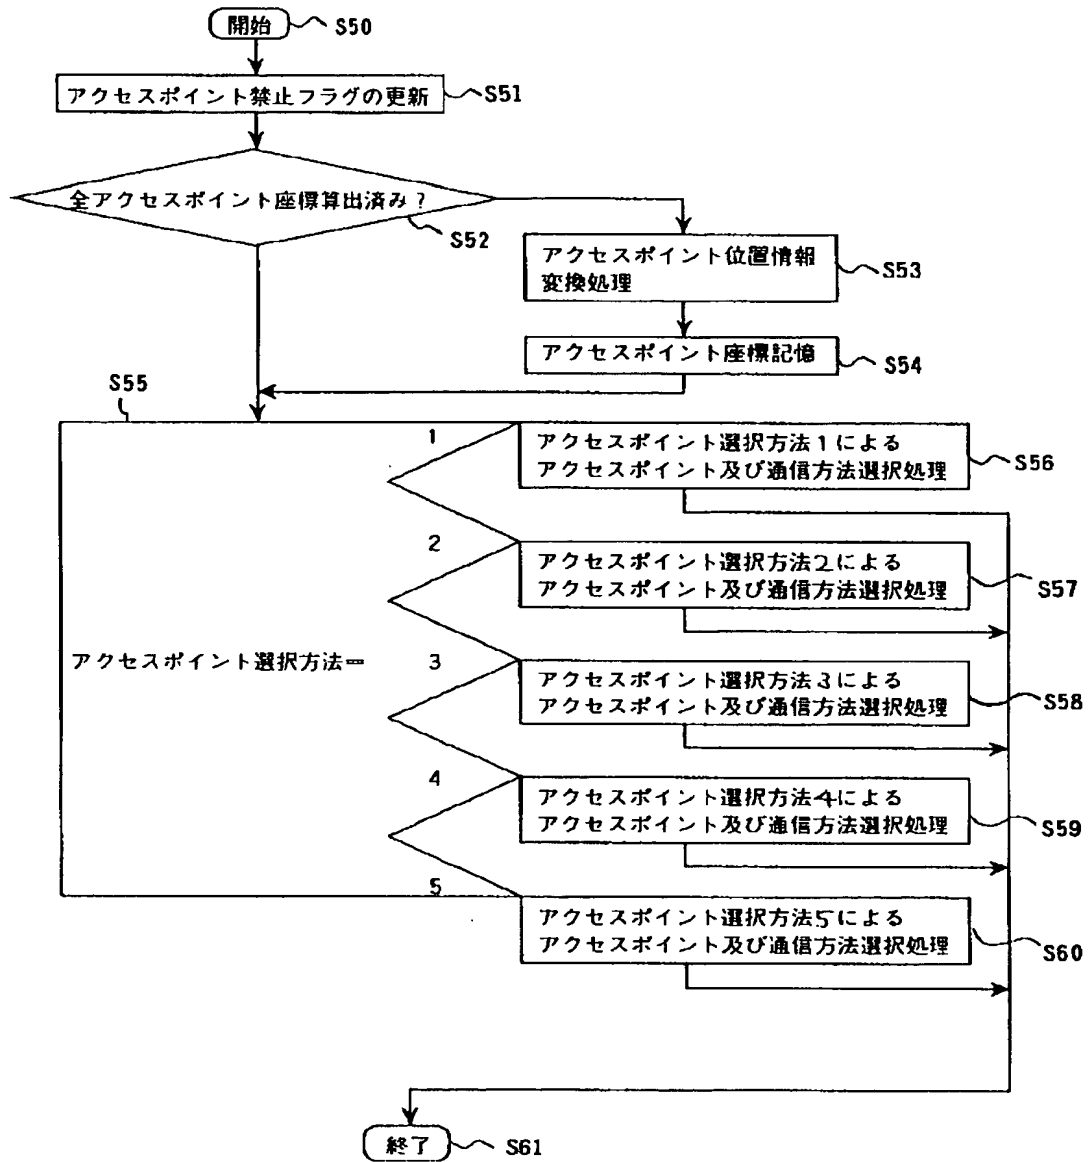 開始
S50
アクセスポイント禁止フラグの更新
S51
全アクセスポイント座標算出済み?
S52
アクセスポイント位置情報
変換処理
S53
アクセスポイント座標記憶
S54
S55
アクセスポイント選択方法=
1
アクセスポイント選択方法1による
アクセスポイント及び通信方法選択処理
S56
2
アクセスポイント選択方法2による
アクセスポイント及び通信方法選択処理
S57
3
アクセスポイント選択方法3による
アクセスポイント及び通信方法選択処理
S58
4
アクセスポイント選択方法4による
アクセスポイント及び通信方法選択処理
S59
5
アクセスポイント選択方法5による
アクセスポイント及び通信方法選択処理
S60
終了
S61